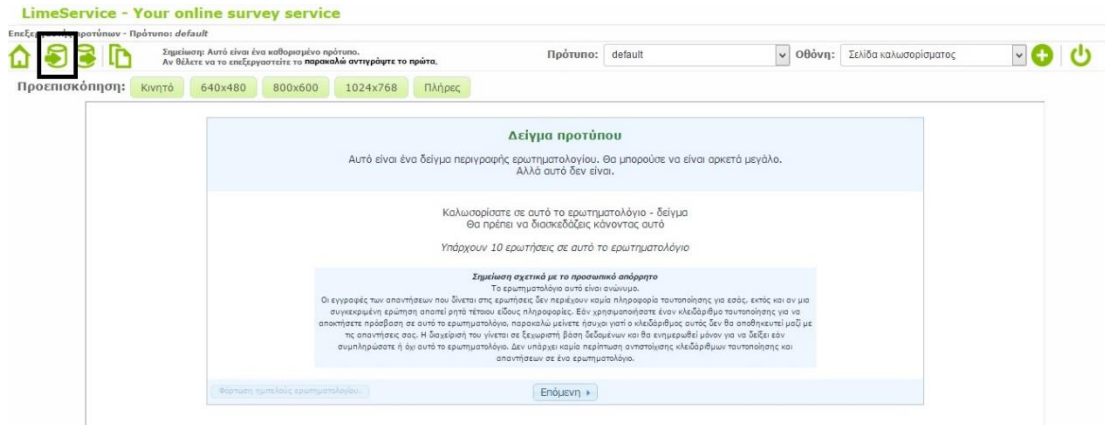 LimeService - Your online survey service
Επεξεργαστής προτύπων - Πρότυπο: default
Σημείωση: Αυτό είναι ένα καθορισμένο πρότυπο.
Αν θέλετε να το επεξεργαστείτε το παρακαλώ αντιγράψτε το πρώτα.
Πρότυπο: default
Οθόνη: Σελίδα καλωσορίσματος
Προεπισκόπηση: Κινητό 640x480 800x600 1024x768 Πλήρες
Δείγμα προτύπου
Αυτό είναι ένα δείγμα περιγραφής ερωτηματολογίου. Θα μπορούσε να είναι αρκετά μεγάλο.
Αλλά αυτό δεν είναι.
Καλωσορίσατε σε αυτό το ερωτηματολόγιο - δείγμα
Θα πρέπει να διασκεδάζεις κάνοντας αυτό
Υπάρχουν 10 ερωτήσεις σε αυτό το ερωτηματολόγιο
Σημείωση σχετικά με το προσωπικό απόρρητο
Το ερωτηματολόγιο αυτό είναι ανώνυμο.
Οι εγγραφές των απαντήσεων που δίνεται στις ερωτήσεις δεν περιέχουν καμία πληροφορία ταυτοποίησης για εσάς, εκτός και αν μια
συγκεκριμένη ερώτηση απαιτεί ρητά τέτοιου είδους πληροφορίες. Εάν χρησιμοποιήσατε έναν κλειδάριθμο ταυτοποίησης για να
αποκτήσετε πρόσβαση σε αυτό το ερωτηματολόγιο, παρακαλώ μείνετε ήσυχοι γιατί ο κλειδάριθμος αυτός δεν θα αποθηκευτεί μαζί με
τις απαντήσεις σας. Η διαχείρισή του γίνεται σε ξεχωριστή βάση δεδομένων και θα ενημερωθεί μόνον για να δείξει εάν
συμπληρώσατε ή όχι αυτό το ερωτηματολόγιο. Δεν υπάρχει καμία περίπτωση αντιστοίχισης κλειδάριθμων ταυτοποίησης και
απαντήσεων σε ένα ερωτηματολόγιο.
Φόρτωση ημιτελούς ερωτηματολογίου.
Επόμενη